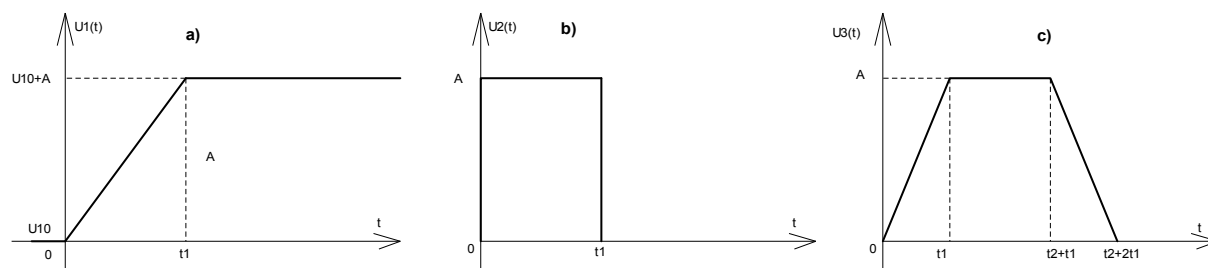 U1(t)
a)
U10+A
A
U10
0
t1
t
U2(t)
b)
A
0
t1
t
U3(t)
c)
A
0
t1
t2+t1
t2+2t1
t